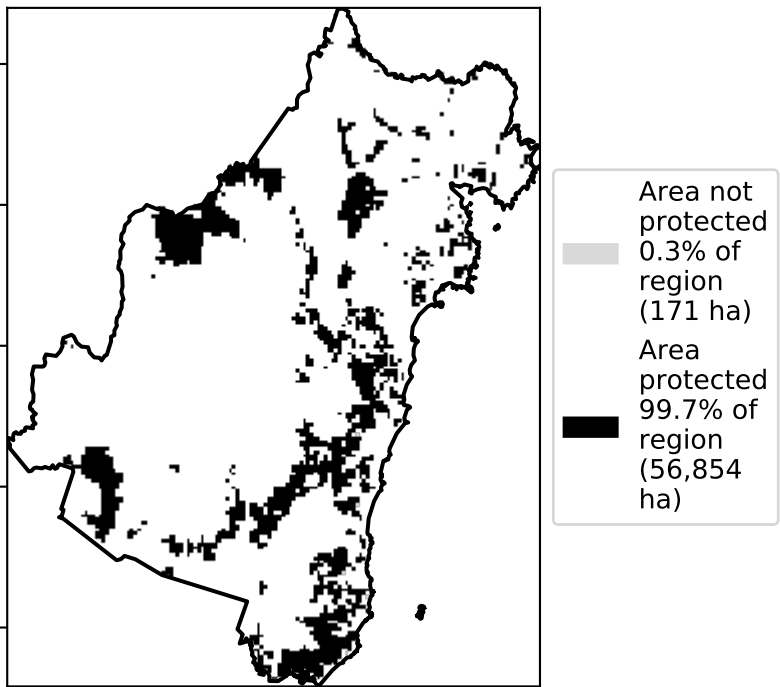 Area not
protected
0.3% of
region
(171 ha)
Area
protected
99.7% of
region
(56,854
ha)